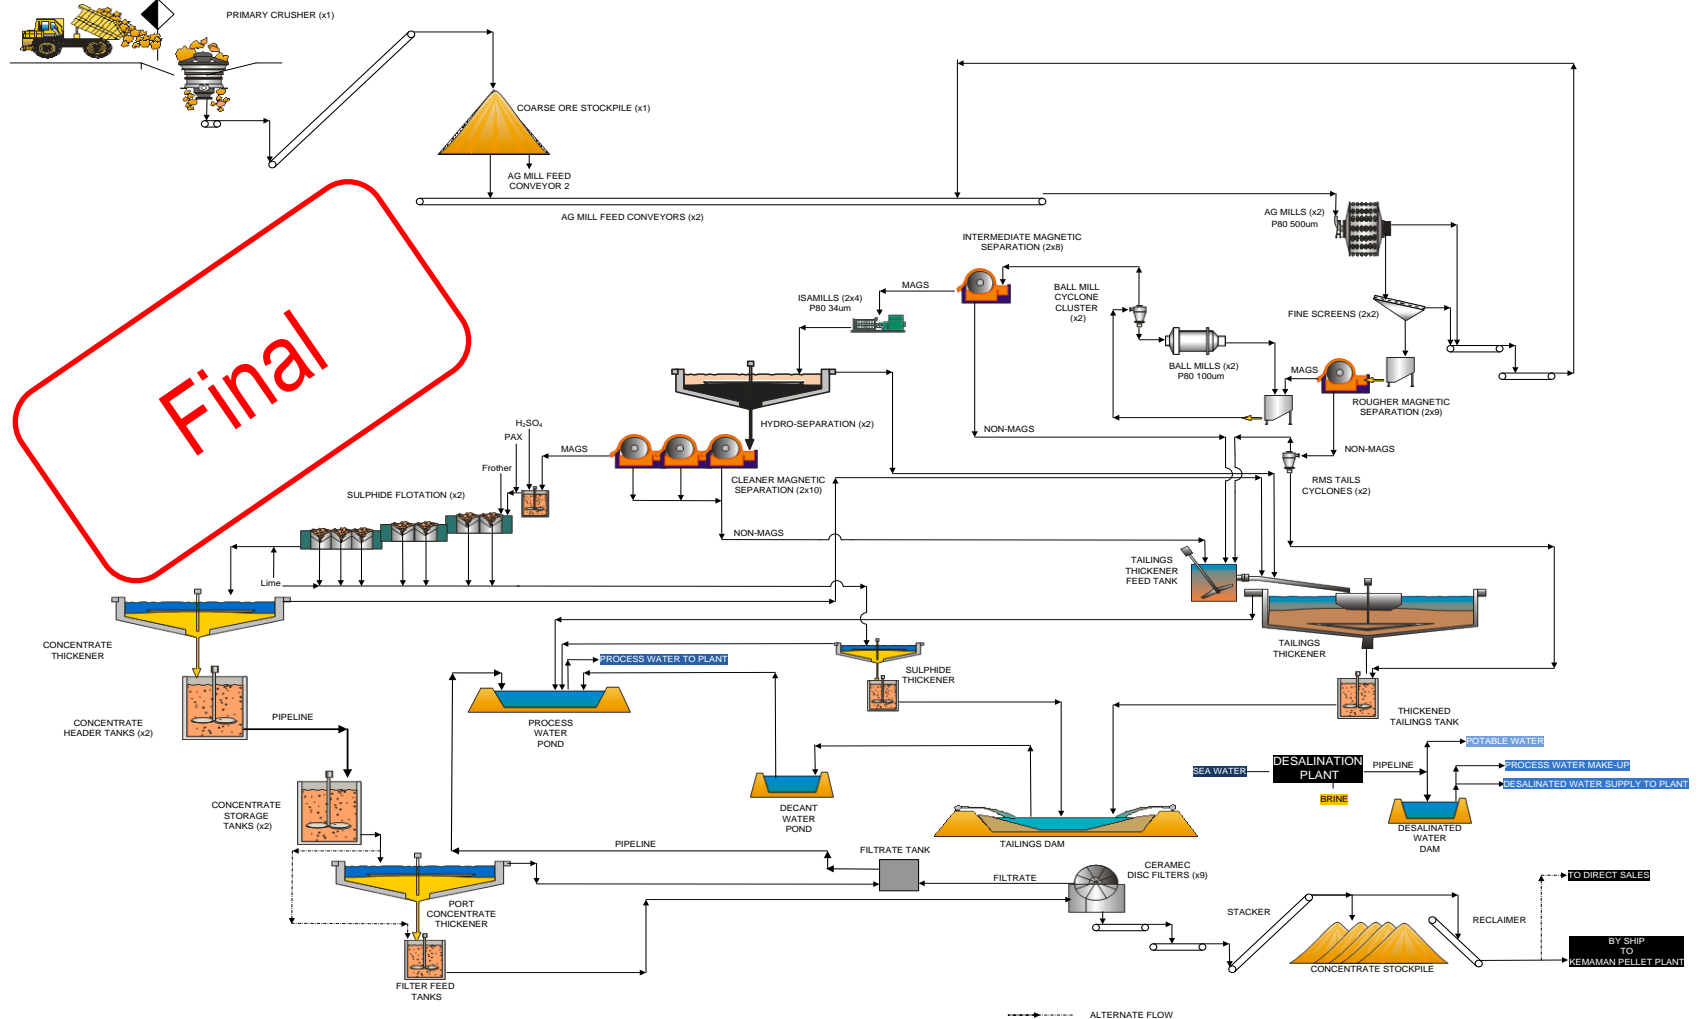 PRIMARY CRUSHER (x1)
COARSE ORE STOCKPILE (x1)
AG MILL FEED
CONVEYOR 2
AG MILL FEED CONVEYORS (x2)
AG MILLS (x2)
P80 500um
INTERMEDIATE MAGNETIC
SEPARATION (2x8)
MAGS
ISAMILLS (2x4)
P80 34um
BALL MILL
CYCLONE
CLUSTER
(x2)
BALL MILLS (x2)
P80 100um
FINE SCREENS (2x2)
MAGS
ROUGHER MAGNETIC
SEPARATION (2x9)
Final
HYDRO-SEPARATION (x2)
NON-MAGS
NON-MAGS
H2SO4
PAX
Frother
MAGS
CLEANER MAGNETIC
SEPARATION (2x10)
RMS TAILS
CYCLONES (x2)
SULPHIDE FLOTATION (x2)
NON-MAGS
TAILINGS
THICKENER
FEED TANK
Lime
CONCENTRATE
THICKENER
TAILINGS
THICKENER
PROCESS WATER TO PLANT
SULPHIDE
THICKENER
CONCENTRATE
HEADER TANKS (x2)
PIPELINE
PROCESS
WATER
POND
THICKENED
TAILINGS TANK
POTABLE WATER
SEA WATER
DESALINATION
PLANT
PIPELINE
PROCESS WATER MAKE-UP
DESALINATED WATER SUPPLY TO PLANT
BRINE
CONCENTRATE
STORAGE
TANKS (x2)
DECANT
WATER
POND
TAILINGS DAM
DESALINATED
WATER
DAM
PIPELINE
FILTRATE TANK
FILTRATE
CERAMEC
DISC FILTERS (x9)
TO DIRECT SALES
PORT
CONCENTRATE
THICKENER
STACKER
RECLAIMER
BY SHIP
TO
KEMAMAN PELLET PLANT
CONCENTRATE STOCKPILE
FILTER FEED
TANKS
ALTERNATE FLOW